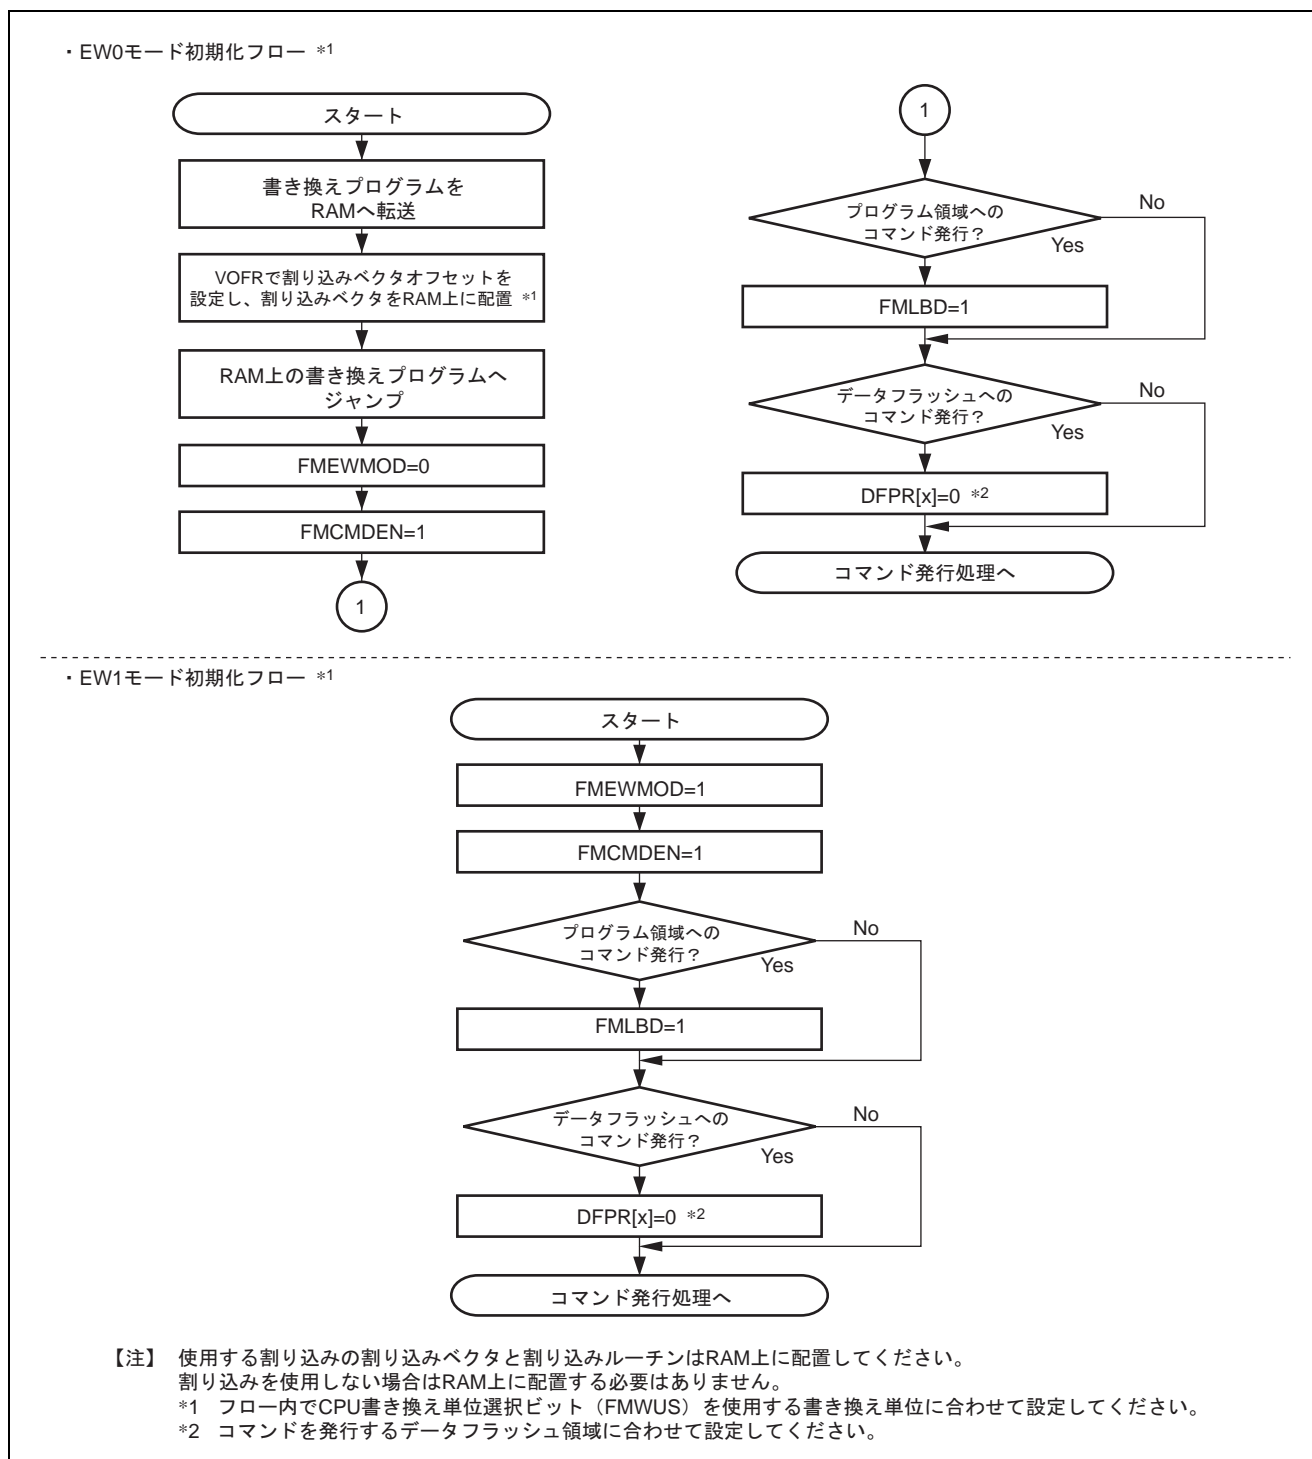 ・EW0モード初期化フロー *1
スタート
書き換えプログラムを
RAMへ転送
VOFRで割り込みベクタオフセットを
設定し、割り込みベクタをRAM上に配置 *1
RAM上の書き換えプログラムへ
ジャンプ
FMEWMOD=0
FMCMDEN=1
1
1
プログラム領域への
コマンド発行？
No
Yes
FMLBD=1
データフラッシュへの
コマンド発行？
No
Yes
DFPR[x]=0 *2
コマンド発行処理へ
・EW1モード初期化フロー *1
スタート
FMEWMOD=1
FMCMDEN=1
プログラム領域への
コマンド発行？
No
Yes
FMLBD=1
データフラッシュへの
コマンド発行？
No
Yes
DFPR[x]=0 *2
コマンド発行処理へ
【注】 使用する割り込みの割り込みベクタと割り込みルーチンはRAM上に配置してください。
割り込みを使用しない場合はRAM上に配置する必要はありません。
*1 フロー内でCPU書き換え単位選択ビット（FMWUS）を使用する書き換え単位に合わせて設定してください。
*2 コマンドを発行するデータフラッシュ領域に合わせて設定してください。